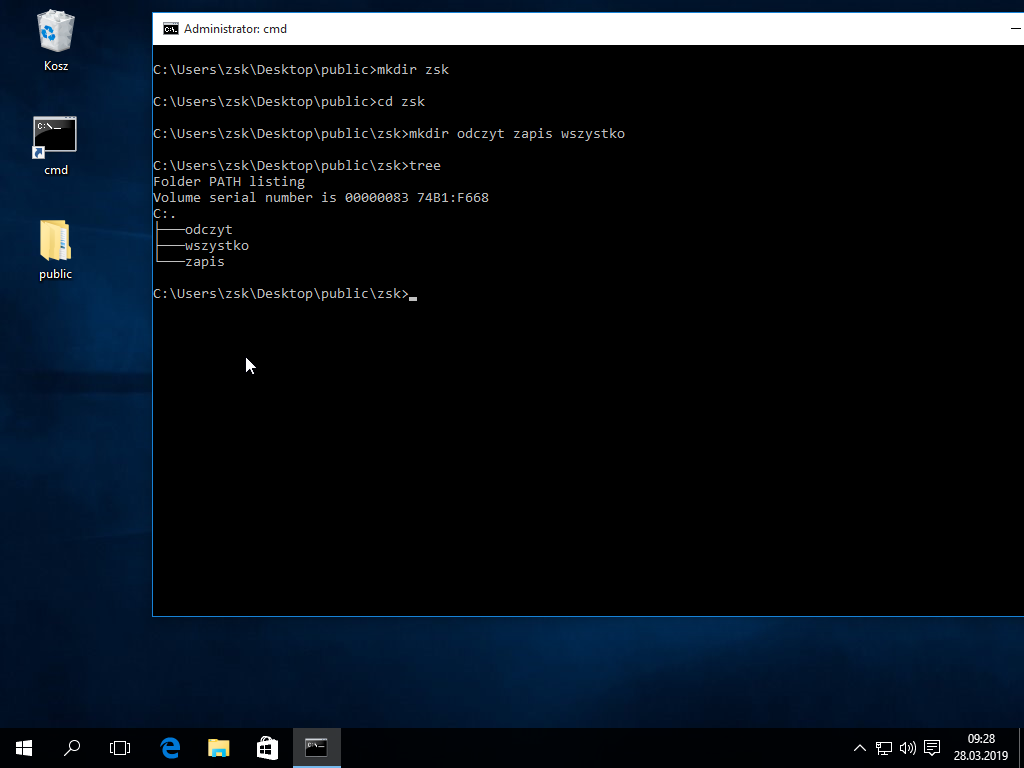 Kosz
cmd
public
Administrator: cmd
C:\Users\zsk\Desktop\public>mkdir zsk
C:\Users\zsk\Desktop\public>cd zsk
C:\Users\zsk\Desktop\public\zsk>mkdir odczyt zapis wszystko
C:\Users\zsk\Desktop\public\zsk>tree
Folder PATH listing
Volume serial number is 00000083 74B1:F668
C:.
├───odczyt
├───wszystko
└───zapis
C:\Users\zsk\Desktop\public\zsk>
09:28
28.03.2019